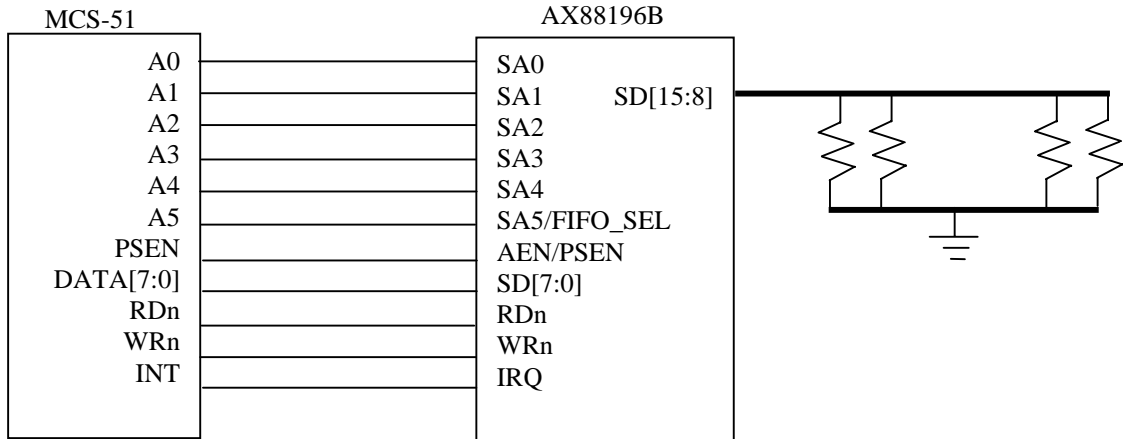 MCS-51
AX88196B
A0
A1
A2
A3
A4
A5
PSEN
DATA[7:0]
RDn
WRn
INT
SA0
SA1
SA2
SA3
SA4
SA5/FIFO_SEL
AEN/PSEN
SD[7:0]
RDn
WRn
IRQ
SD[15:8]